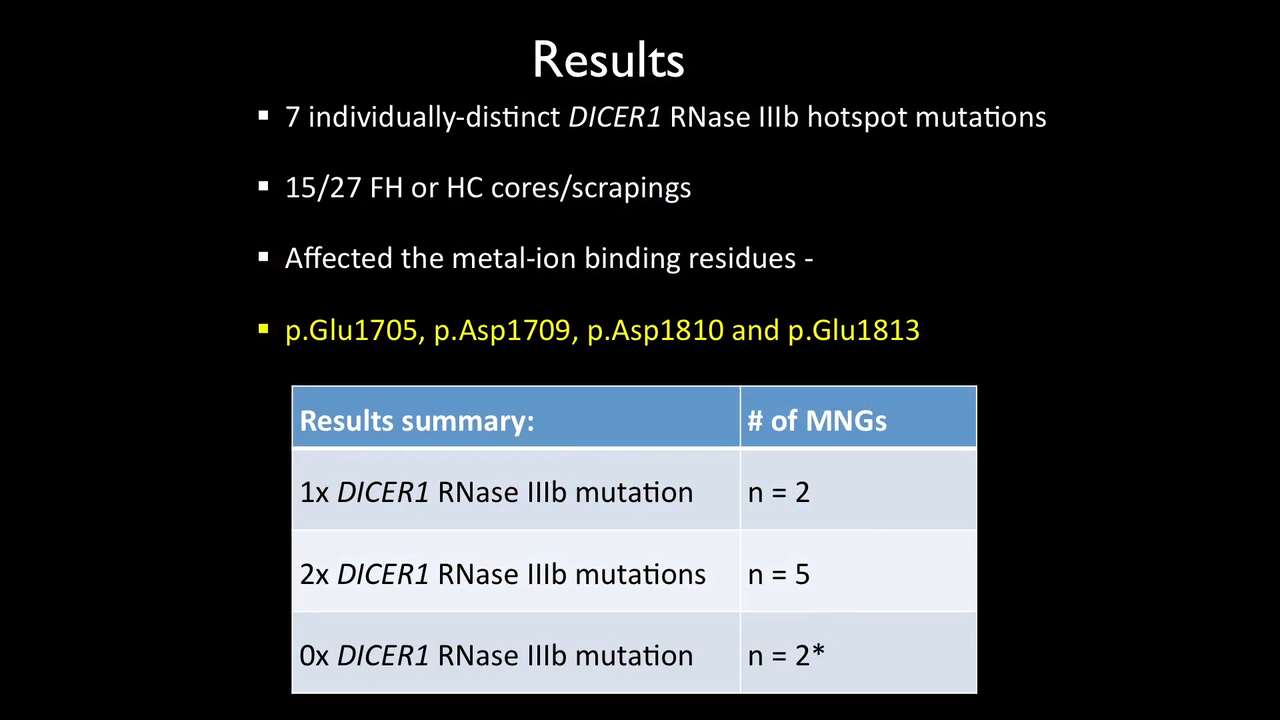 Results
▪ 7 individually-distinct DICER1 RNase IIIb hotspot mutations
▪ 15/27 FH or HC cores/scrapings
▪ Affected the metal-ion binding residues -
▪ p.Glu1705, p.Asp1709, p.Asp1810 and p.Glu1813
Results summary: # of MNGs
1x DICER1 RNase IIIb mutation n = 2
2x DICER1 RNase IIIb mutations n = 5
0x DICER1 RNase IIIb mutation n = 2*